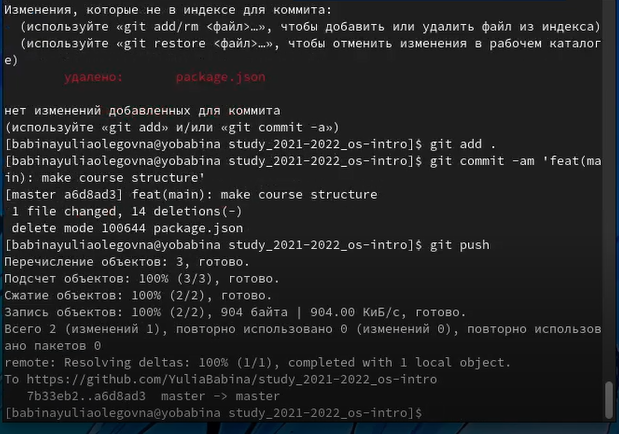 Изменения, которые не в индексе для коммита:
  (используйте «git add/rm <файл>…», чтобы добавить или удалить файл из индекса)
  (используйте «git restore <файл>…», чтобы отменить изменения в рабочем каталог
е)
        удалено:       package.json

нет изменений добавленных для коммита
(используйте «git add» и/или «git commit -a»)
[babinayuliaolegovna@yobabina study_2021-2022_os-intro]$ git add .
[babinayuliaolegovna@yobabina study_2021-2022_os-intro]$ git commit -am 'feat(ma
in): make course structure'
[master a6d8ad3] feat(main): make course structure
 1 file changed, 14 deletions(-)
 delete mode 100644 package.json
[babinayuliaolegovna@yobabina study_2021-2022_os-intro]$ git push
Перечисление объектов: 3, готово.
Подсчет объектов: 100% (3/3), готово.
Сжатие объектов: 100% (2/2), готово.
Запись объектов: 100% (2/2), 904 байта | 904.00 КиБ/с, готово.
Всего 2 (изменений 1), повторно использовано 0 (изменений 0), повторно использов
ано пакетов 0
remote: Resolving deltas: 100% (1/1), completed with 1 local object.
To https://github.com/YuliaBabina/study_2021-2022_os-intro
   7b33eb2..a6d8ad3  master -> master
[babinayuliaolegovna@yobabina study_2021-2022_os-intro]$